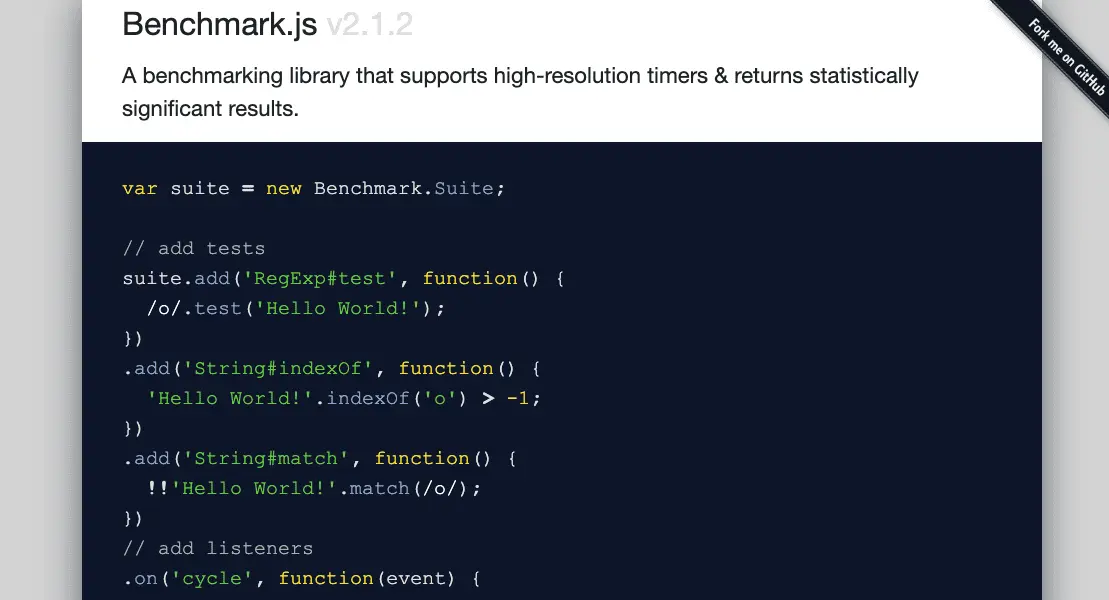 Benchmark.js v2.1.2
Fork me on GitHub
A benchmarking library that supports high-resolution timers & returns statistically
significant results.
var suite = new Benchmark.Suite;
// add tests
suite.add('RegExp#test', function() {
  /o/.test('Hello World!');
})
.add('String#indexOf', function() {
  'Hello World!'.indexOf('o') > -1;
})
.add('String#match', function() {
  !!'Hello World!'.match(/o/);
})
// add listeners
.on('cycle', function(event) {